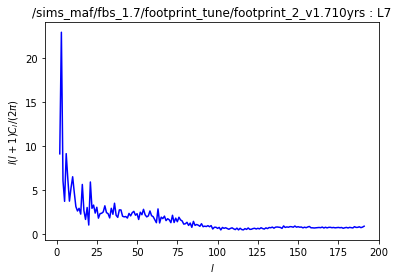 /sims_maf/fbs_1.7/footprint_tune/footprint_2_v1.710yrs : L7
l(l + 1)Cₗ/(2π)
20
15
10
5
0
0 25 50 75 100 125 150 175 200
l